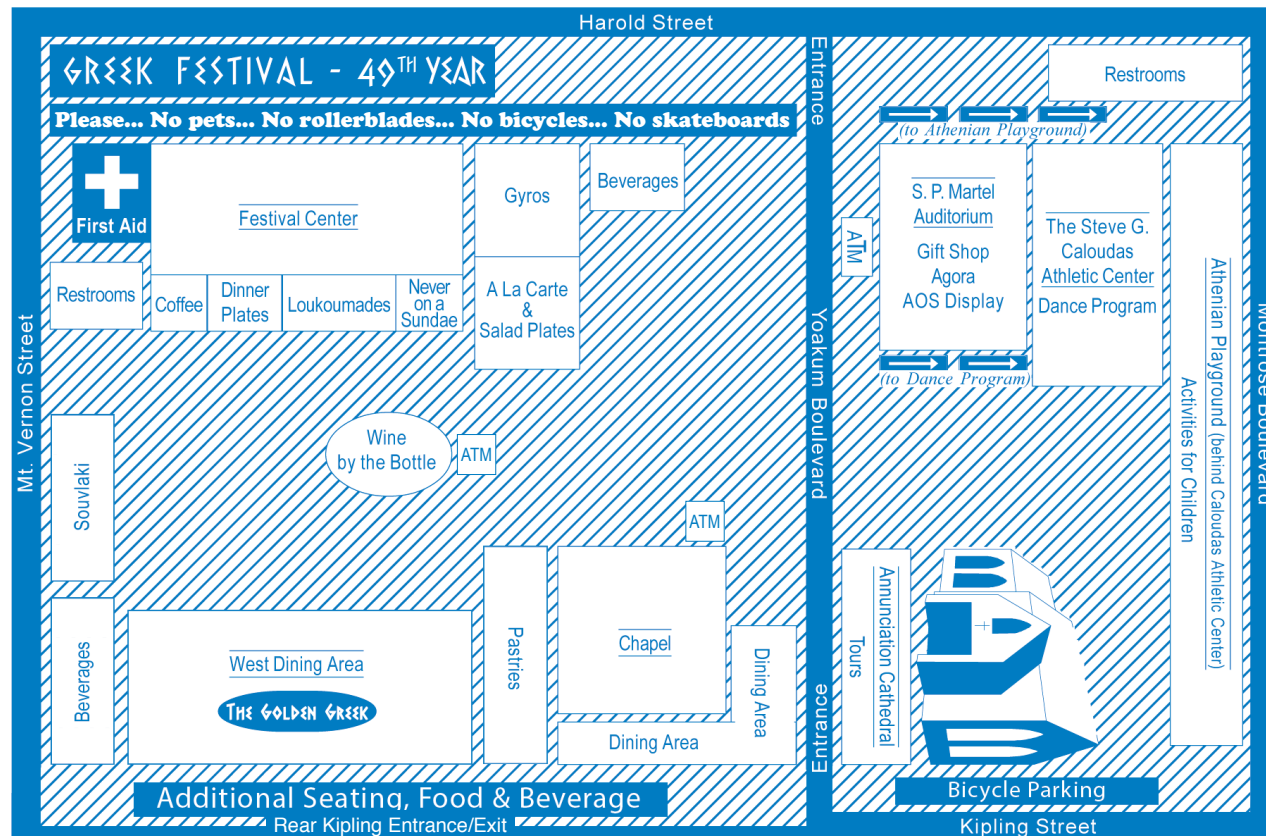 Harold Street
GREEK FESTIVAL - 49TH YEAR
Please... No pets... No rollerblades... No bicycles... No skateboards
Entrance
Restrooms
(to Athenian Playground)
First Aid
Festival Center
Gyros
Beverages
Restrooms
Coffee
Dinner
Plates
Loukoumades
Never
on a
Sundae
A La Carte
&
Salad Plates
ATM
S. P. Martel
Auditorium
Gift Shop
Agora
AOS Display
The Steve G.
Caloudas
Athletic Center
Dance Program
(to Dance Program)
Athenian Playground (behind Caloudas Athletic Center)
Activities for Children
Mt. Vernon Street
Yoakum Boulevard
Montrose Boulevard
Wine
by the Bottle
ATM
Souvlaki
ATM
Beverages
West Dining Area
THE GOLDEN GREEK
Pastries
Chapel
Dining Area
Dining Area
Entrance
Annunciation Cathedral
Tours
Additional Seating, Food & Beverage
Rear Kipling Entrance/Exit
Bicycle Parking
Kipling Street